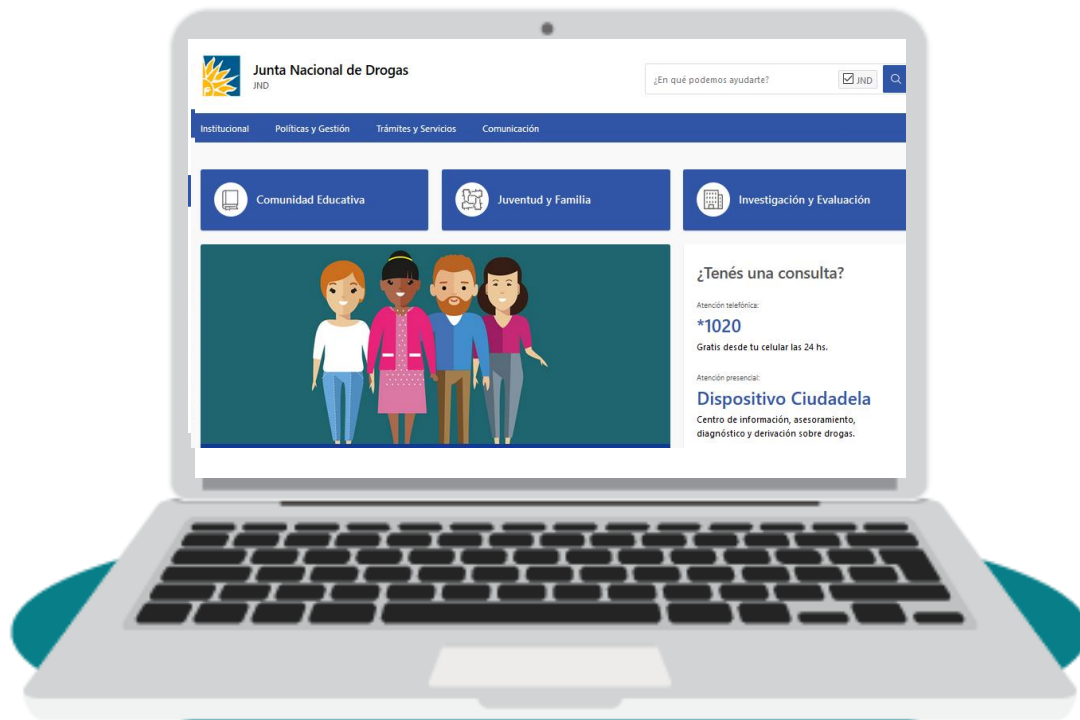 Junta Nacional de Drogas
JND
¿En qué podemos ayudarte?
JND
Institucional Políticas y Gestión Trámites y Servicios Comunicación
Comunidad Educativa
Juventud y Familia
Investigación y Evaluación
¿Tenés una consulta?
Atención telefónica:
*1020
Gratis desde tu celular las 24 hs.
Atención presencial:
Dispositivo Ciudadela
Centro de información, asesoramiento,
diagnóstico y derivación sobre drogas.